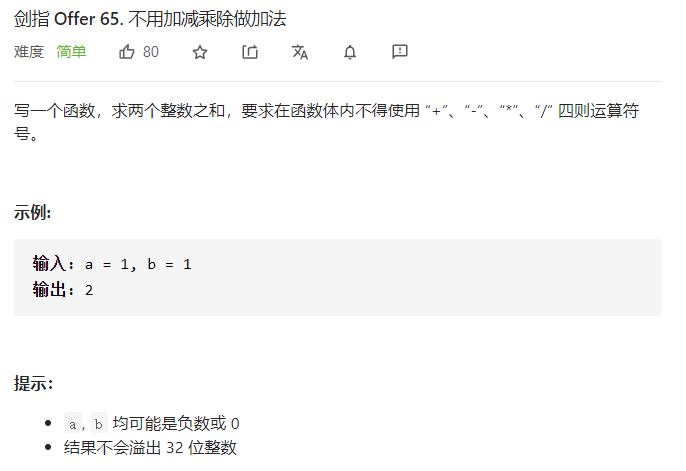 剑指 Offer 65. 不用加减乘除做加法
难度 简单 80
写一个函数，求两个整数之和，要求在函数体内不得使用 “+”、“-”、“*”、“/” 四则运算符
号。
示例:
输入: a = 1, b = 1
输出: 2
提示：
a, b 均可能是负数或 0
结果不会溢出 32 位整数